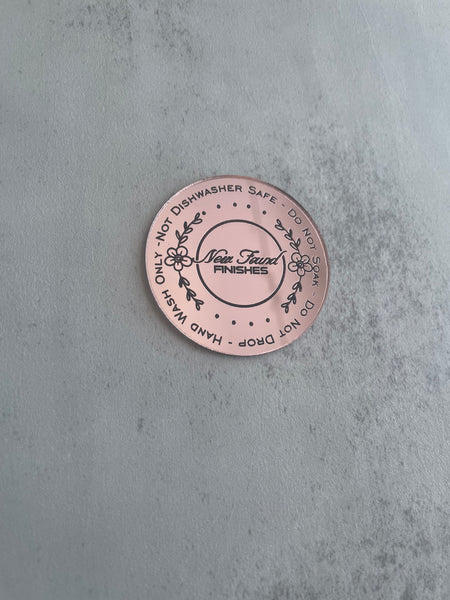 New Found
FINISHES
HAND WASH ONLY - NOT DISHWASHER SAFE - DO NOT SOAK - DO NOT DROP -